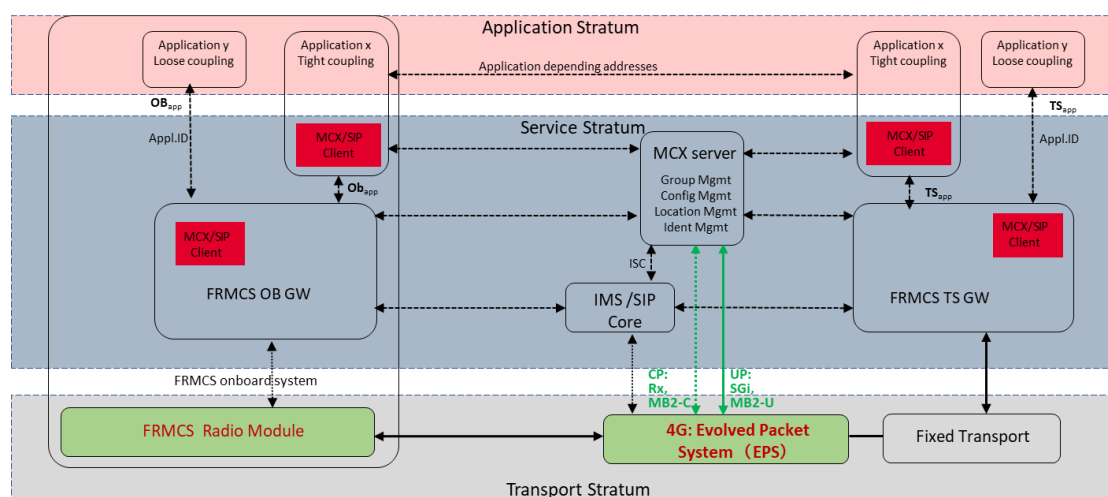 Application Stratum
Application y
Loose coupling
Application x
Tight coupling
Application depending addresses
Application x
Tight coupling
Application y
Loose coupling
OBapp
TSapp
Appl.ID
Appl.ID
Service Stratum
MCX/SIP
Client
MCX server
Group Mgmt
Config Mgmt
Location Mgmt
Ident Mgmt
MCX/SIP
Client
Obapp
TSapp
MCX/SIP
Client
FRMCS OB GW
ISC
IMS /SIP
Core
MCX/SIP
Client
FRMCS TS GW
FRMCS onboard system
CP:
Rx,
MB2-C
UP:
SGi,
MB2-U
FRMCS Radio Module
4G: Evolved Packet
System（EPS）
Fixed Transport
Transport Stratum